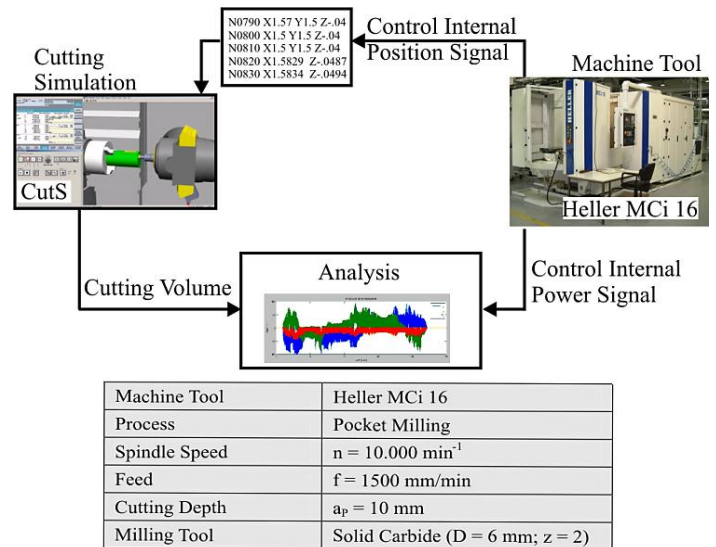 N0790 X1.57 Y1.5 Z-.04
N0800 X1.5 Y1.5 Z-.04
N0810 X1.5 Y1.5 Z-.04
N0820 X1.5829 Z-.0487
N0830 X1.5834 Z-.0494
Control Internal
Position Signal
Cutting
Simulation
Machine Tool
CutS
HELLER
Heller MCi 16
Cutting Volume
Analysis
Control Internal
Power Signal
Machine Tool Heller MCi 16
Process Pocket Milling
Spindle Speed n = 10.000 min⁻¹
Feed f = 1500 mm/min
Cutting Depth aₚ = 10 mm
Milling Tool Solid Carbide (D = 6 mm; z = 2)